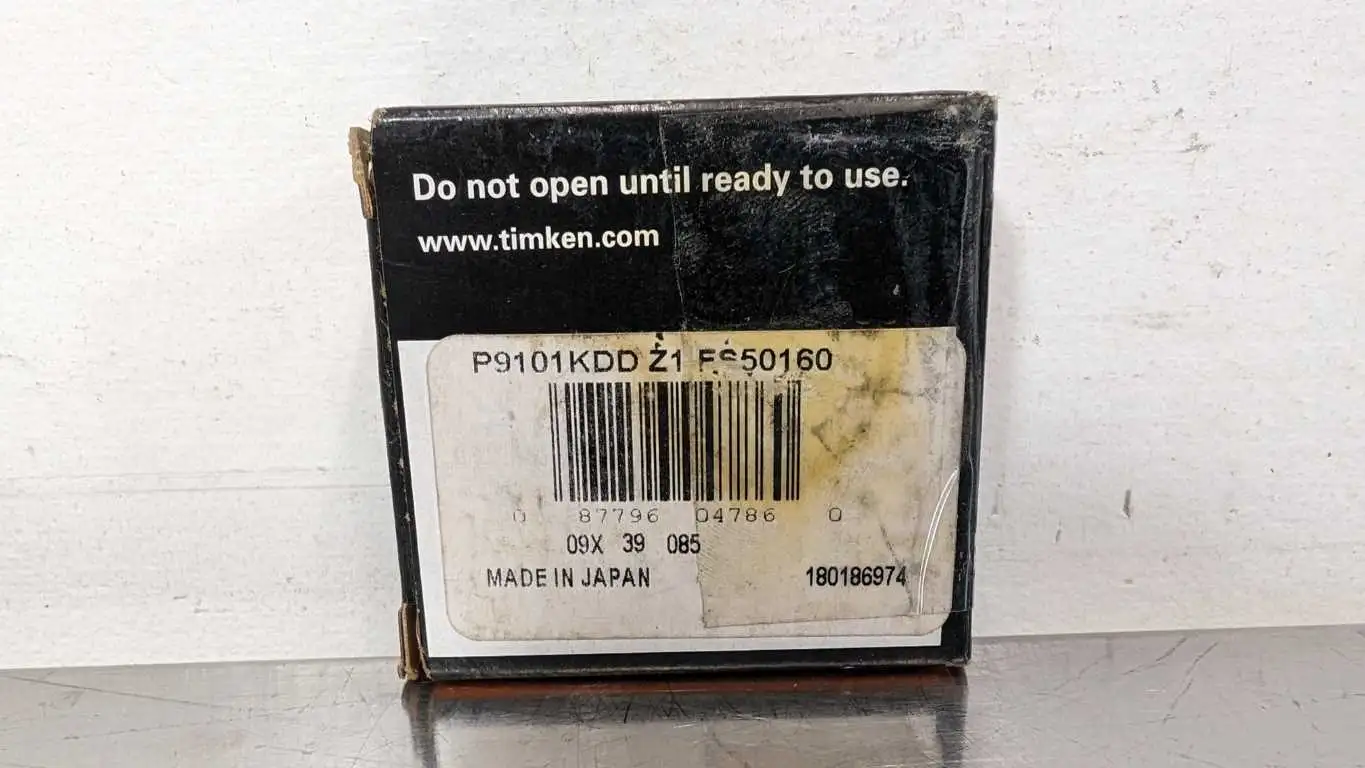 Do not open until ready to use.
www.timken.com
P9101KDD Z1 FS50160
0 87796 04786 0
09X 39 085
MADE IN JAPAN 180186974